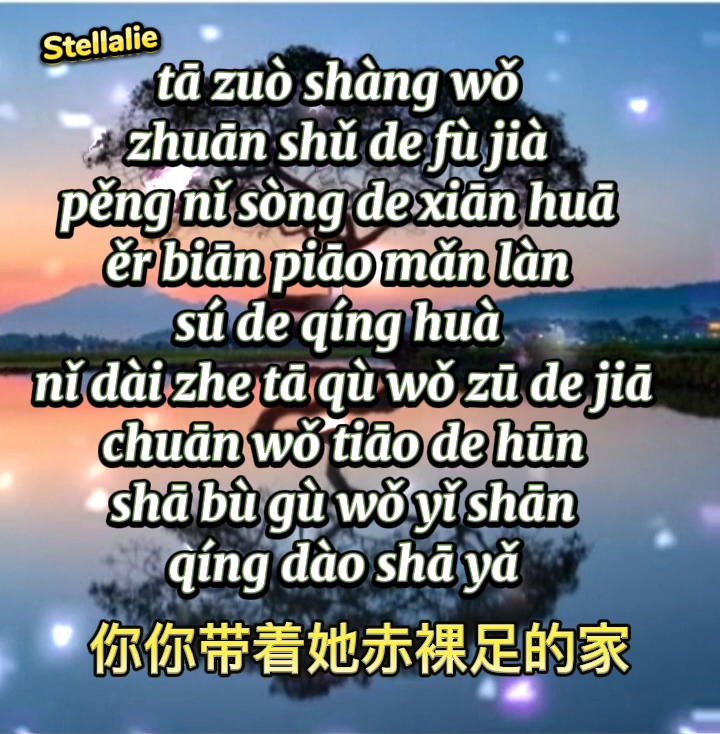 Stellalie
tā zuò shàng wǒ
zhuān shǔ de fù jià
pěng nǐ sòng de xiān huā
ěr biān piāo mǎn làn
sú de qíng huà
nǐ dài zhe tā qù wǒ zū de jiā
chuān wǒ tiāo de hūn
shā bù gù wǒ yǐ shān
qíng dào shā yǎ
你你带着她赤裸足的家